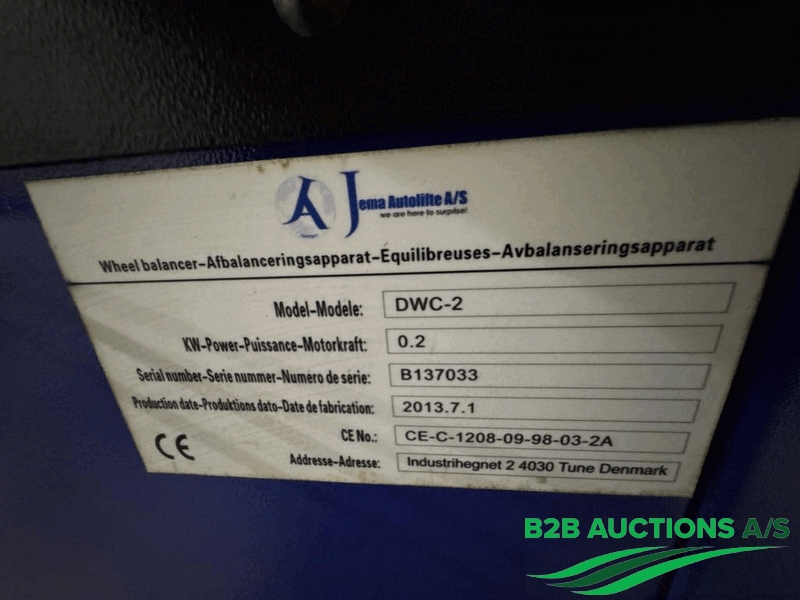 JA Jema Autolifte A/S
we are here to surprise!
Wheel balancer-Afbalanceringsapparat-Equilibreuses-Avbalanseringsapparat
Model-Modele: DWC-2
KW-Power-Puissance-Motorkraft: 0.2
Serial number-Serie nummer-Numero de serie: B137033
Production date-Produktions dato-Date de fabrication: 2013.7.1
CE No.: CE-C-1208-09-98-03-2A
CE Addresse-Adresse: Industrihegnet 2 4030 Tune Denmark
B2B AUCTIONS A/S